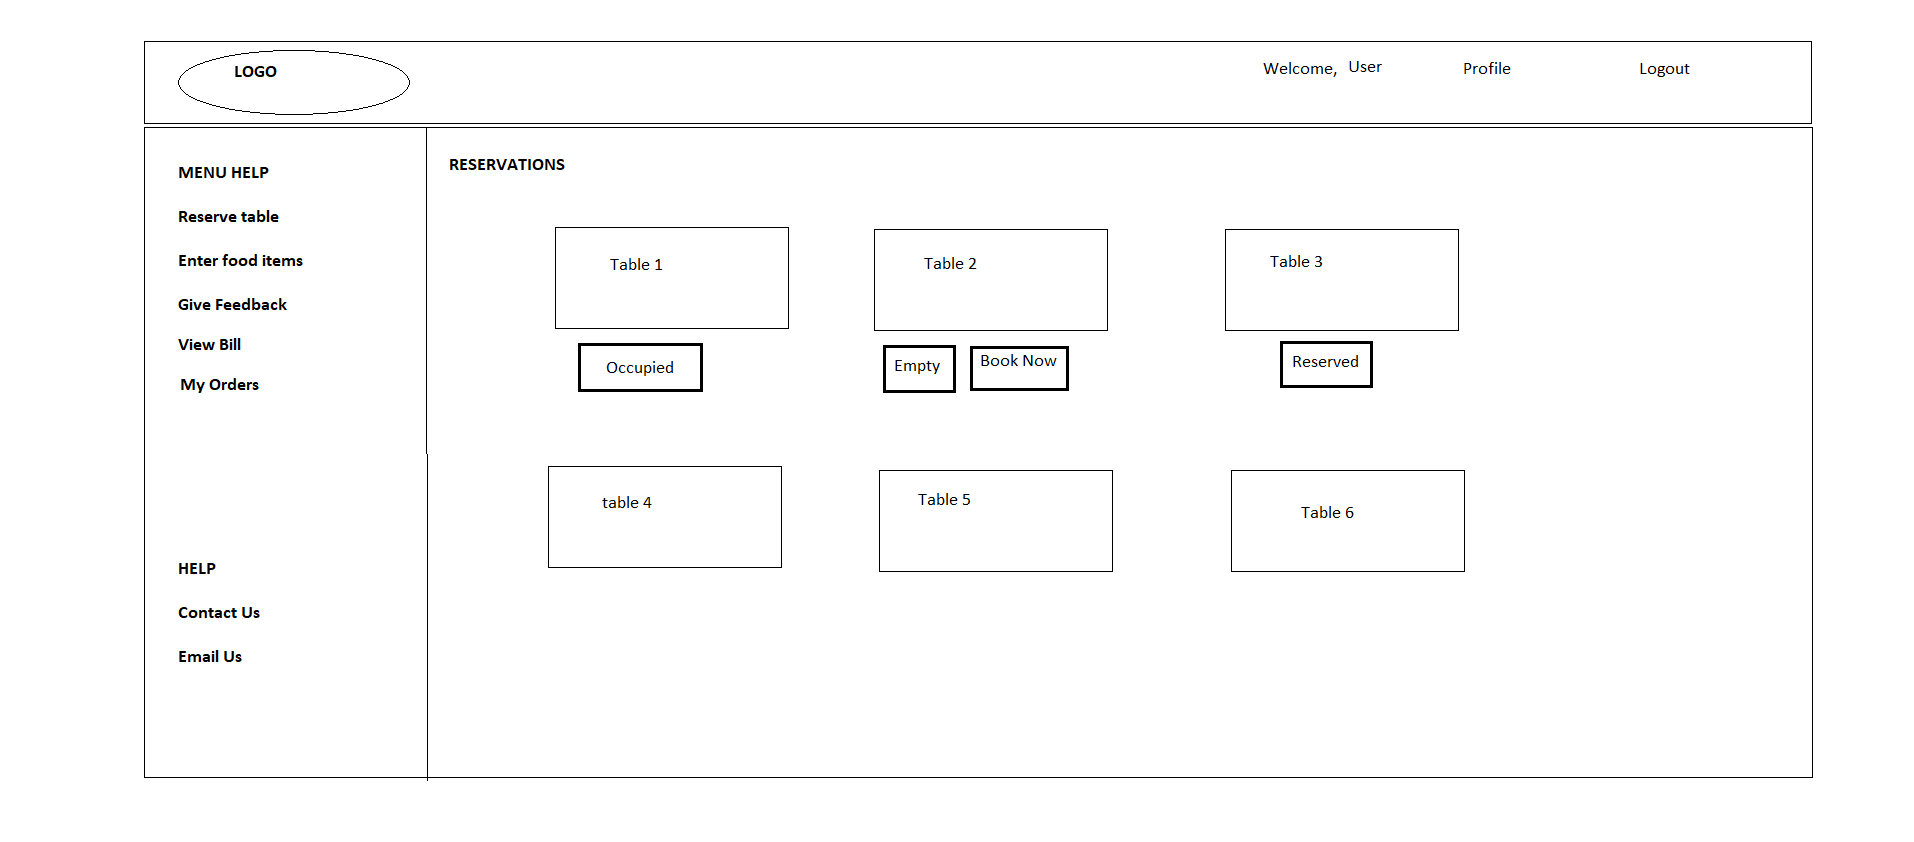 LOGO
Welcome, User
Profile
Logout
MENU HELP
Reserve table
Enter food items
Give Feedback
View Bill
My Orders
HELP
Contact Us
Email Us
RESERVATIONS
Table 1
Table 2
Table 3
Occupied
Empty
Book Now
Reserved
table 4
Table 5
Table 6